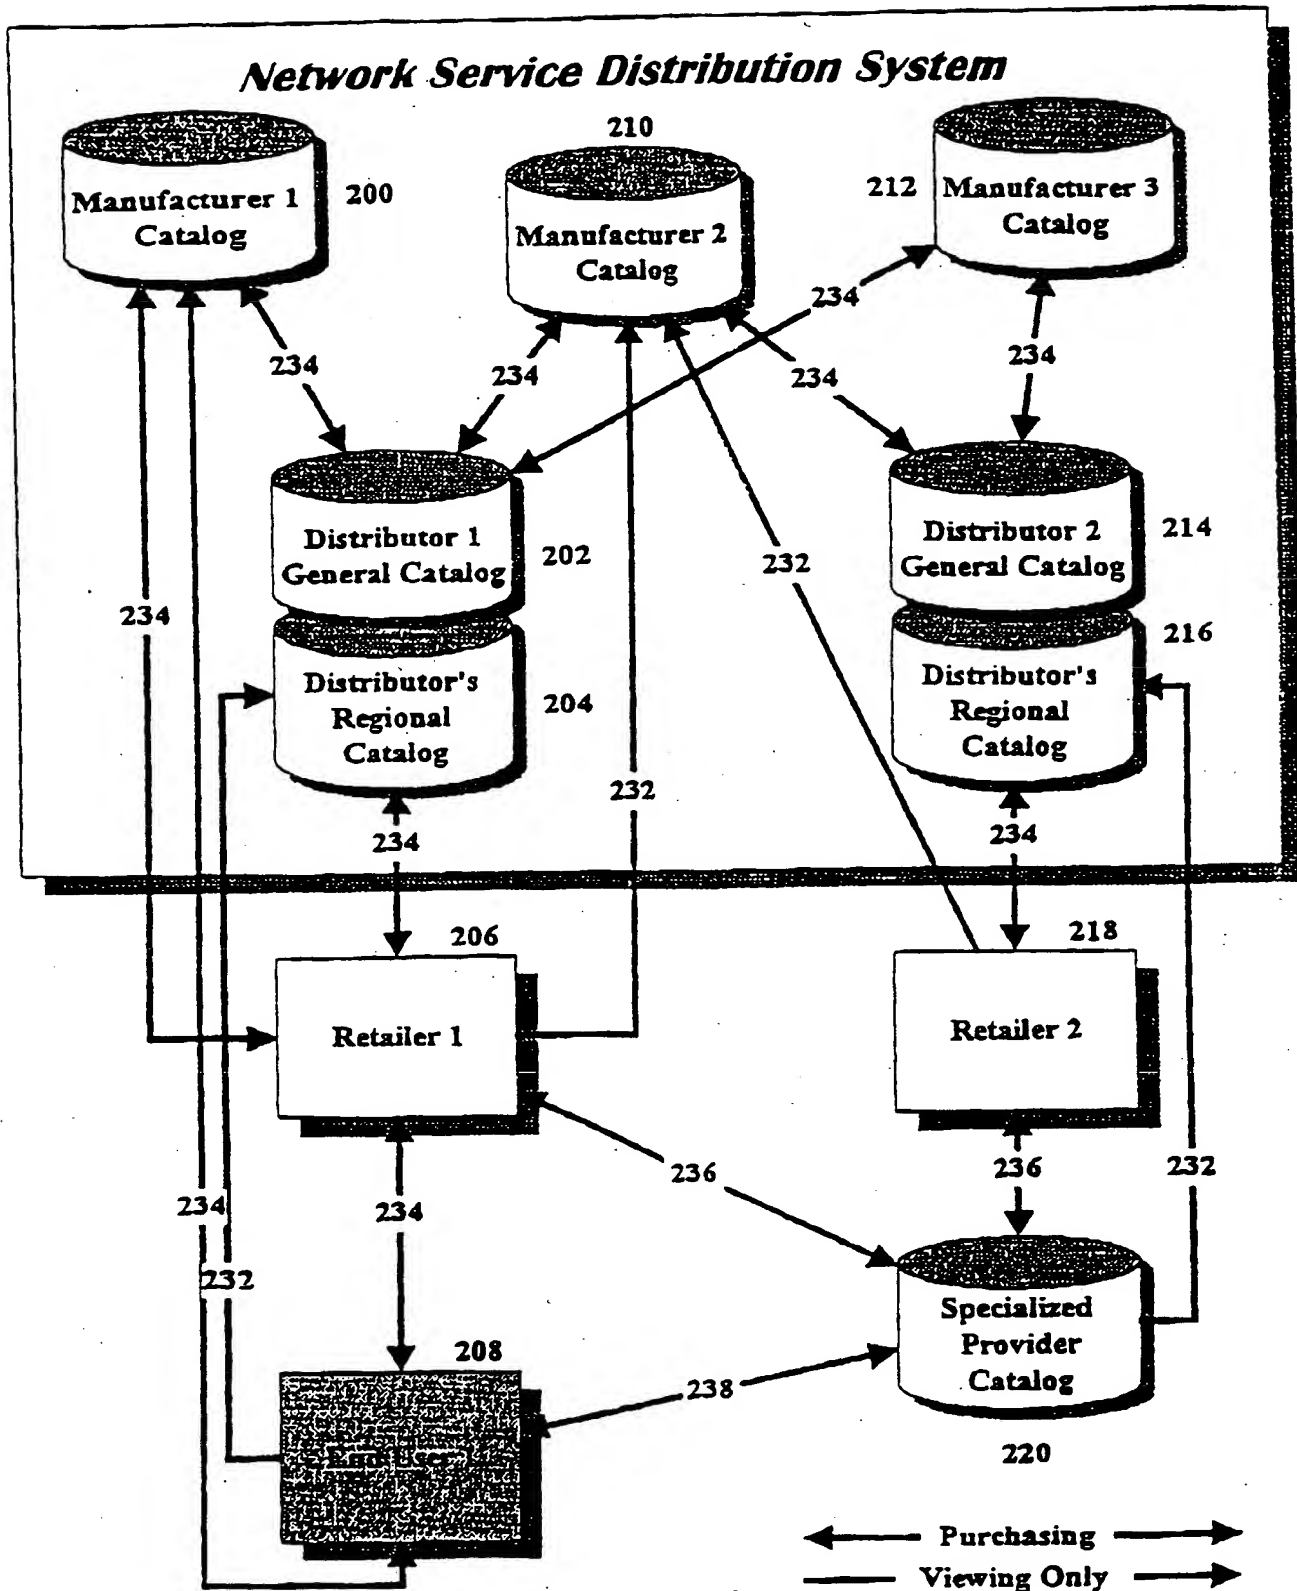 Network Service Distribution System
210
Manufacturer 1
Catalog
200
Manufacturer 2
Catalog
212
Manufacturer 3
Catalog
234
234
234
234
234
Distributor 1
General Catalog
202
232
Distributor 2
General Catalog
214
234
216
Distributor's
Regional
Catalog
204
Distributor's
Regional
Catalog
232
234
234
206
218
Retailer 1
Retailer 2
236
236
232
234
234
232
Specialized
Provider
Catalog
208
238
End User
220
Purchasing
Viewing Only